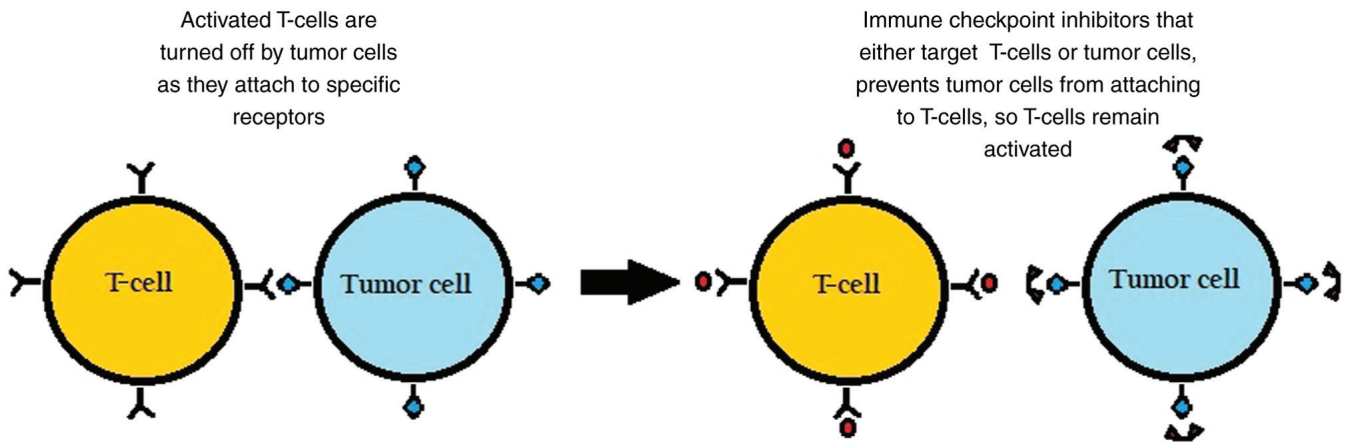 Activated T-cells are
turned off by tumor cells
as they attach to specific
receptors
Immune checkpoint inhibitors that
either target T-cells or tumor cells,
prevents tumor cells from attaching
to T-cells, so T-cells remain
activated
T-cell
Tumor cell
T-cell
Tumor cell